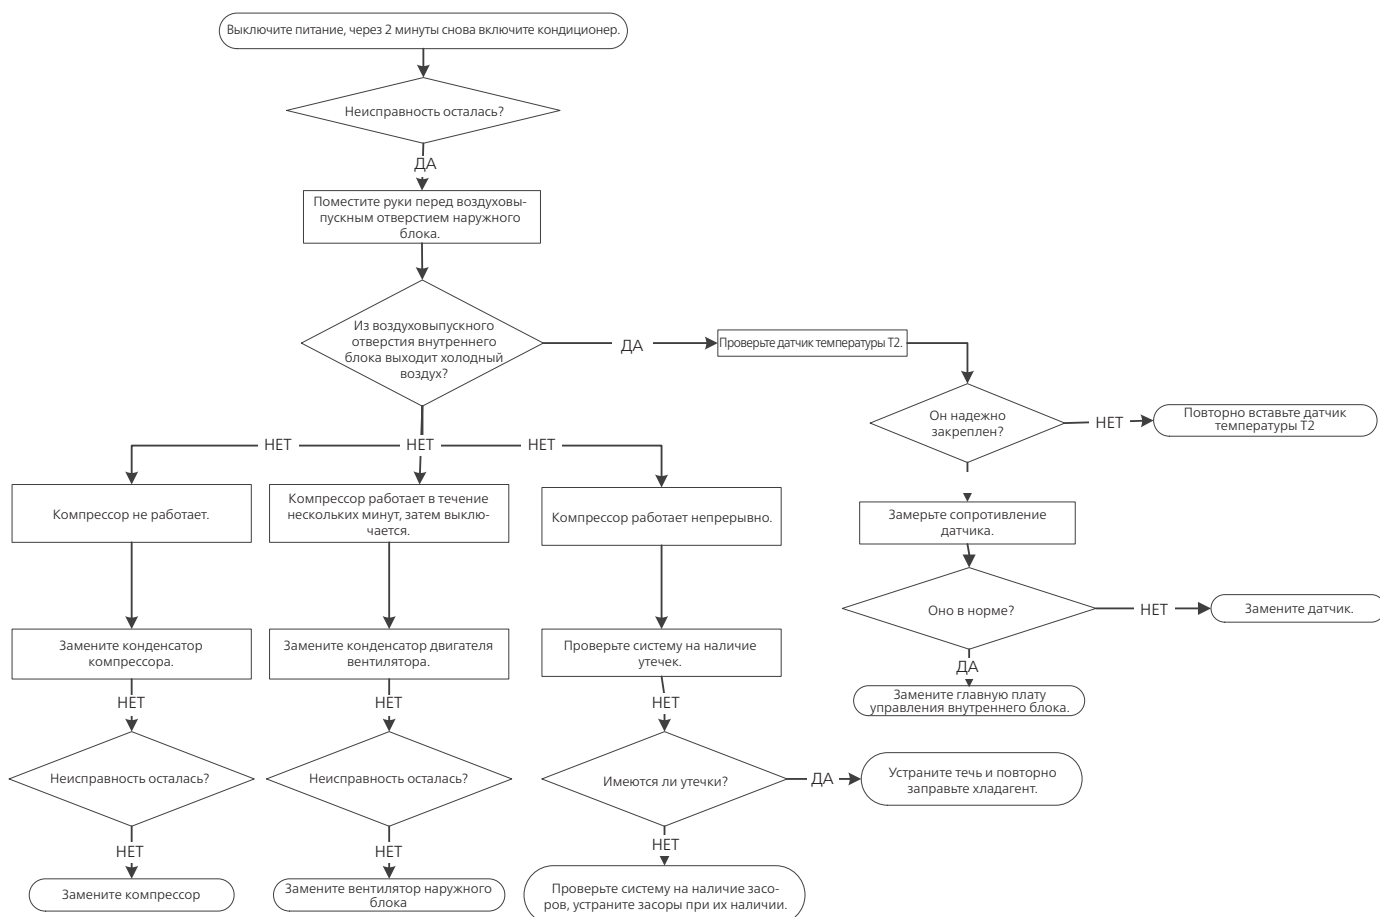 Выключите питание, через 2 минуты снова включите кондиционер.
Неисправность осталась?
ДА
Поместите руки перед воздуховы-
пускным отверстием наружного
блока.
Из воздуховыпускного
отверстия внутреннего
блока выходит холодный
воздух?
ДА
Проверьте датчик температуры T2.
Он надежно
закреплен?
НЕТ
Повторно вставьте датчик
температуры T2
Замерьте сопротивление
датчика.
Оно в норме?
НЕТ
Замените датчик.
ДА
Замените главную плату
управления внутреннего блока.
НЕТ
НЕТ
НЕТ
Компрессор не работает.
Компрессор работает в течение
нескольких минут, затем выклю-
чается.
Компрессор работает непрерывно.
Замените конденсатор
компрессора.
Замените конденсатор двигателя
вентилятора.
Проверьте систему на наличие
утечек.
НЕТ
НЕТ
НЕТ
Неисправность осталась?
Неисправность осталась?
Имеются ли утечки?
ДА
Устраните течь и повторно
заправьте хладагент.
НЕТ
НЕТ
НЕТ
Замените компрессор
Замените вентилятор наружного
блока
Проверьте систему на наличие засо-
ров, устраните засоры при их наличии.